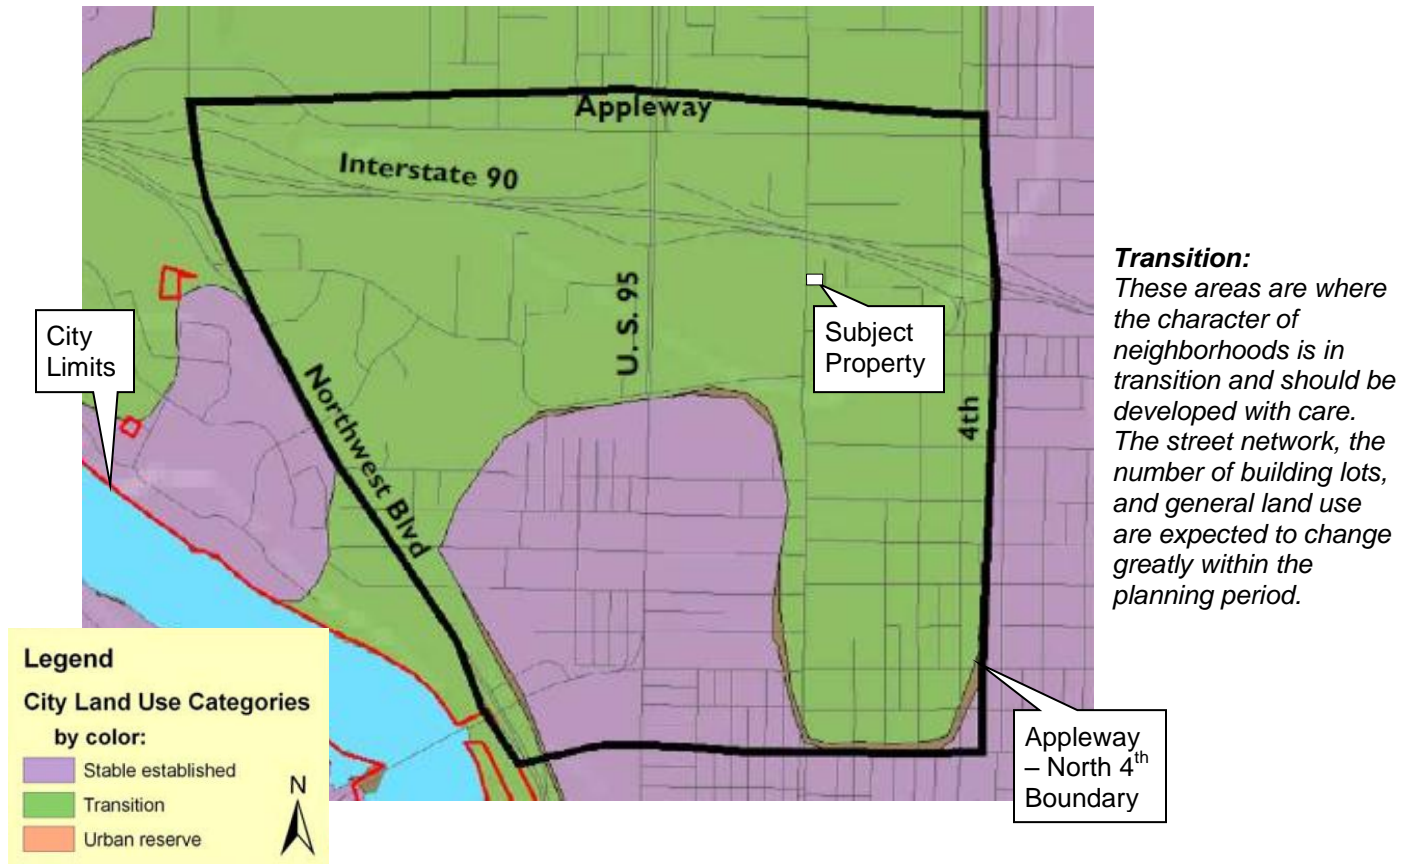 Appleway
Interstate 90
U. S. 95
Northwest Blvd
4th
City
Limits
Subject
Property
Transition:
These areas are where
the character of
neighborhoods is in
transition and should be
developed with care.
The street network, the
number of building lots,
and general land use
are expected to change
greatly within the
planning period.
Appleway
– North 4th
Boundary
Legend
City Land Use Categories
by color:
Stable established
Transition
Urban reserve
N